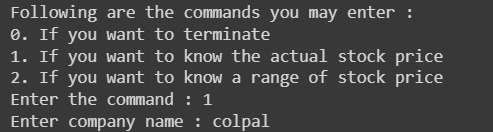 Following are the commands you may enter :
0. If you want to terminate
1. If you want to know the actual stock price
2. If you want to know a range of stock price
Enter the command : 1
Enter company name : colpal